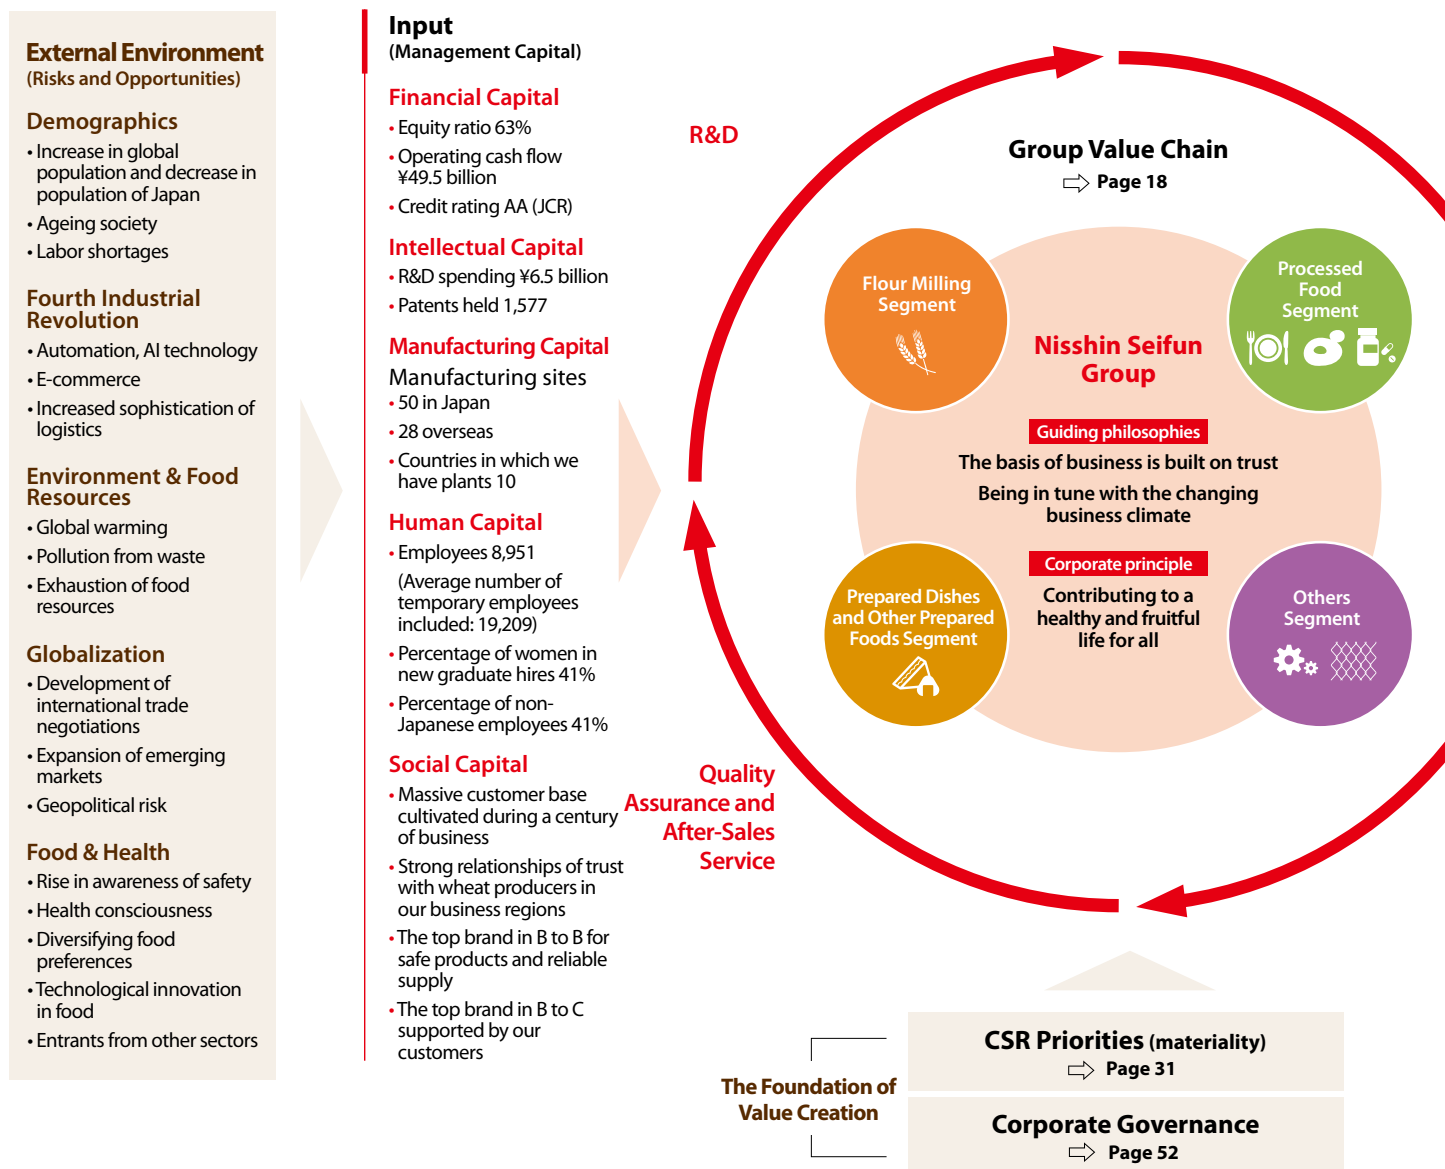 External Environment
(Risks and Opportunities)
Demographics
• Increase in global
population and decrease in
population of Japan
• Ageing society
• Labor shortages
Fourth Industrial
Revolution
• Automation, AI technology
• E-commerce
• Increased sophistication of
logistics
Environment & Food
Resources
• Global warming
• Pollution from waste
• Exhaustion of food
resources
Globalization
• Development of
international trade
negotiations
• Expansion of emerging
markets
• Geopolitical risk
Food & Health
• Rise in awareness of safety
• Health consciousness
• Diversifying food
preferences
• Technological innovation
in food
• Entrants from other sectors
Input
(Management Capital)
Financial Capital
• Equity ratio 63%
• Operating cash flow
¥49.5 billion
• Credit rating AA (JCR)
Intellectual Capital
• R&D spending ¥6.5 billion
• Patents held 1,577
Manufacturing Capital
Manufacturing sites
• 50 in Japan
• 28 overseas
• Countries in which we
have plants 10
Human Capital
• Employees 8,951
(Average number of
temporary employees
included: 19,209)
• Percentage of women in
new graduate hires 41%
• Percentage of non-
Japanese employees 41%
Social Capital
• Massive customer base
cultivated during a century
of business
• Strong relationships of trust
with wheat producers in
our business regions
• The top brand in B to B for
safe products and reliable
supply
• The top brand in B to C
supported by our
customers
R&D
Group Value Chain
Page 18
Flour Milling
Segment
Processed
Food
Segment
Nisshin Seifun
Group
Guiding philosophies
The basis of business is built on trust
Being in tune with the changing
business climate
Corporate principle
Contributing to a
healthy and fruitful
life for all
Prepared Dishes
and Other Prepared
Foods Segment
Others
Segment
Quality
Assurance and
After-Sales
Service
The Foundation of
Value Creation
CSR Priorities (materiality)
Page 31
Corporate Governance
Page 52